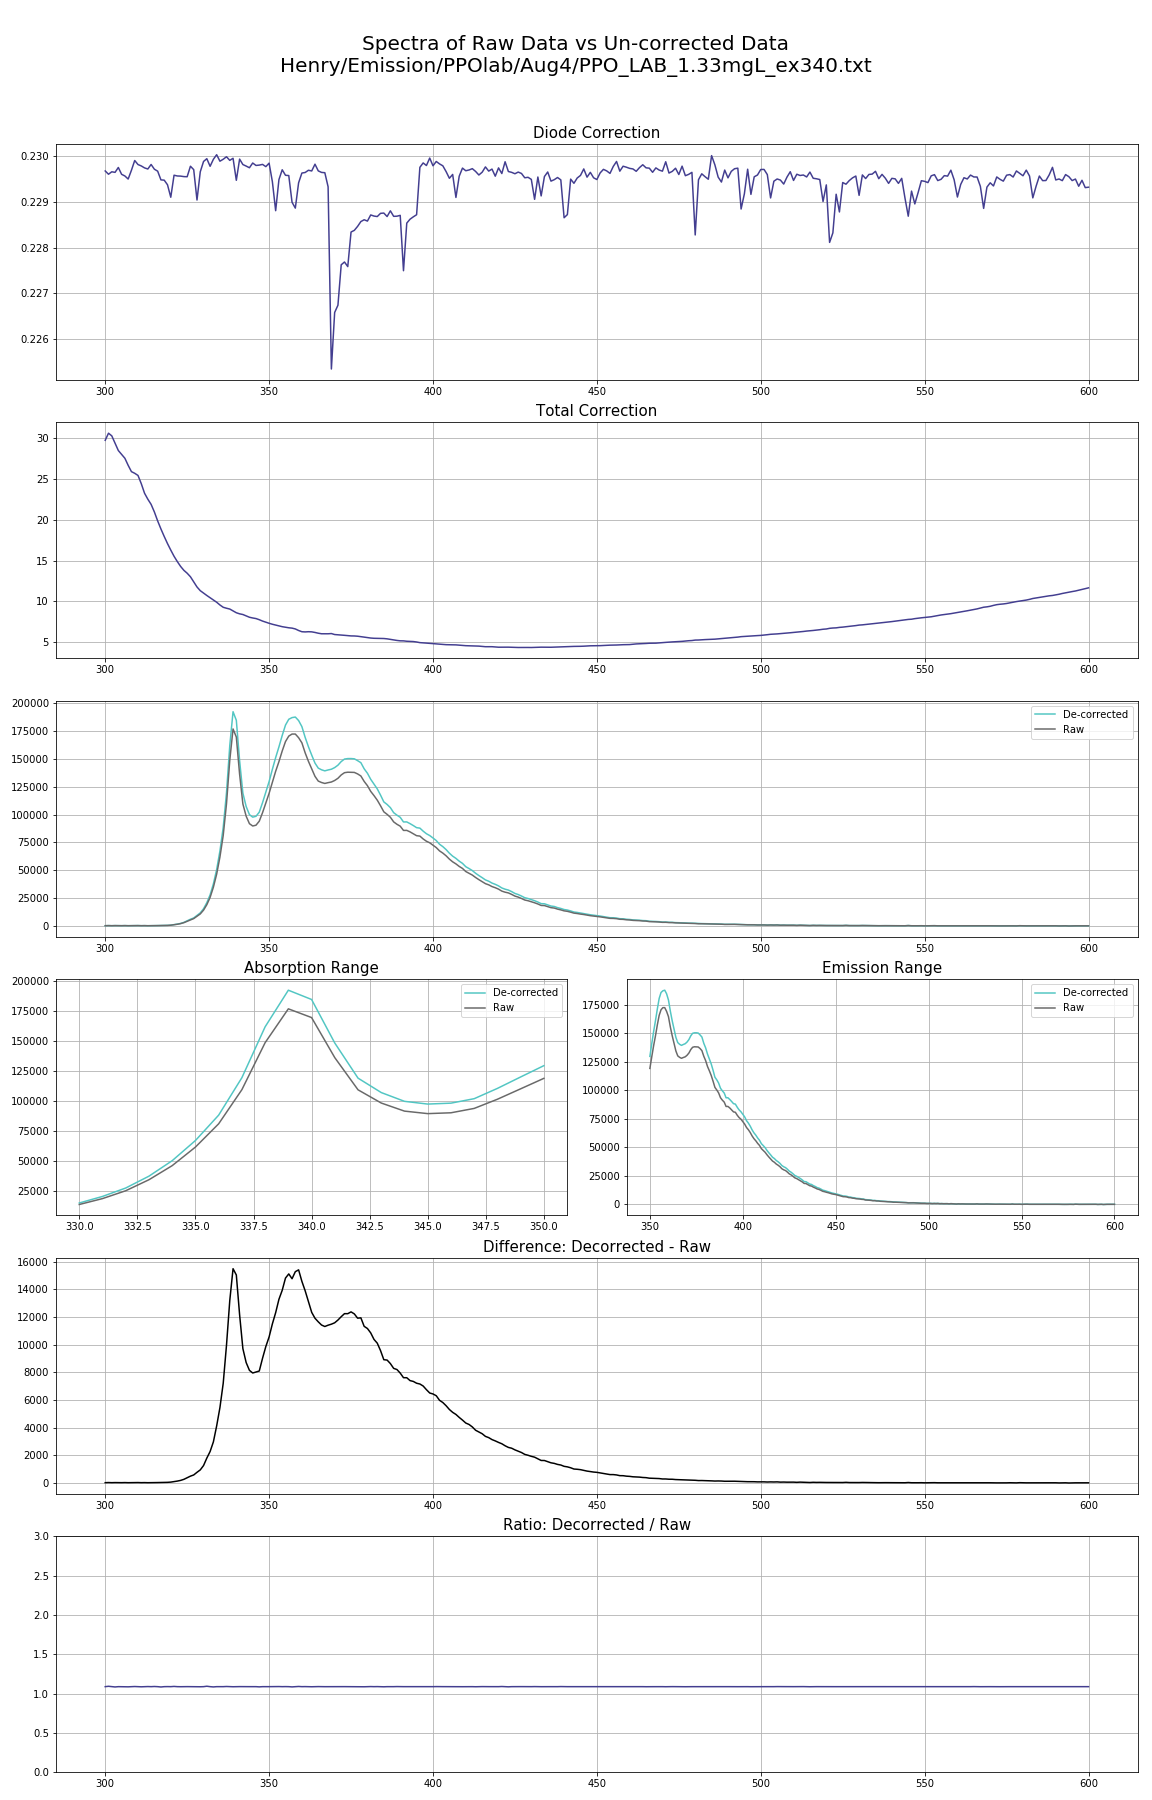 Spectra of Raw Data vs Un-corrected Data
Henry/Emission/PPOlab/Aug4/PPO_LAB_1.33mgL_ex340.txt
Diode Correction
0.230
0.229
0.228
0.227
0.226
300 350 400 450 500 550 600
Total Correction
30
25
20
15
10
5
300 350 400 450 500 550 600
200000
175000
150000
125000
100000
75000
50000
25000
0
De-corrected
Raw
300 350 400 450 500 550 600
Absorption Range
200000
175000
150000
125000
100000
75000
50000
25000
De-corrected
Raw
330.0 332.5 335.0 337.5 340.0 342.5 345.0 347.5 350.0
Emission Range
175000
150000
125000
100000
75000
50000
25000
0
De-corrected
Raw
350 400 450 500 550 600
Difference: Decorrected - Raw
16000
14000
12000
10000
8000
6000
4000
2000
0
300 350 400 450 500 550 600
Ratio: Decorrected / Raw
3.0
2.5
2.0
1.5
1.0
0.5
0.0
300 350 400 450 500 550 600